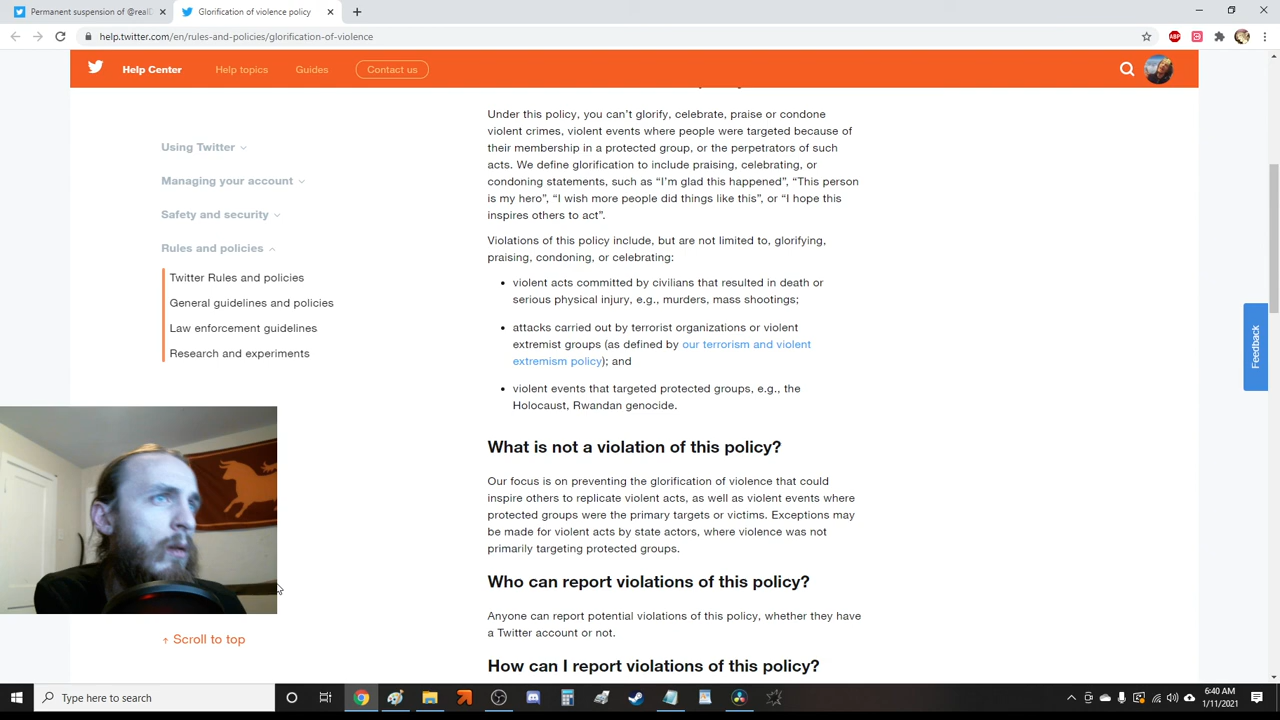 Permanent suspension of @realD
Glorification of violence policy
help.twitter.com/en/rules-and-policies/glorification-of-violence
ABP
Help Center
Help topics
Guides
Contact us
Using Twitter
Managing your account
Safety and security
Rules and policies
Twitter Rules and policies
General guidelines and policies
Law enforcement guidelines
Research and experiments
Under this policy, you can’t glorify, celebrate, praise or condone
violent crimes, violent events where people were targeted because of
their membership in a protected group, or the perpetrators of such
acts. We define glorification to include praising, celebrating, or
condoning statements, such as “I’m glad this happened”, “This person
is my hero”, “I wish more people did things like this”, or “I hope this
inspires others to act”.
Violations of this policy include, but are not limited to, glorifying,
praising, condoning, or celebrating:
• violent acts committed by civilians that resulted in death or
serious physical injury, e.g., murders, mass shootings;
• attacks carried out by terrorist organizations or violent
extremist groups (as defined by our terrorism and violent
extremism policy); and
• violent events that targeted protected groups, e.g., the
Holocaust, Rwandan genocide.
What is not a violation of this policy?
Our focus is on preventing the glorification of violence that could
inspire others to replicate violent acts, as well as violent events where
protected groups were the primary targets or victims. Exceptions may
be made for violent acts by state actors, where violence was not
primarily targeting protected groups.
Who can report violations of this policy?
Anyone can report potential violations of this policy, whether they have
a Twitter account or not.
How can I report violations of this policy?
Feedback
↑ Scroll to top
Type here to search
6:40 AM
1/11/2021